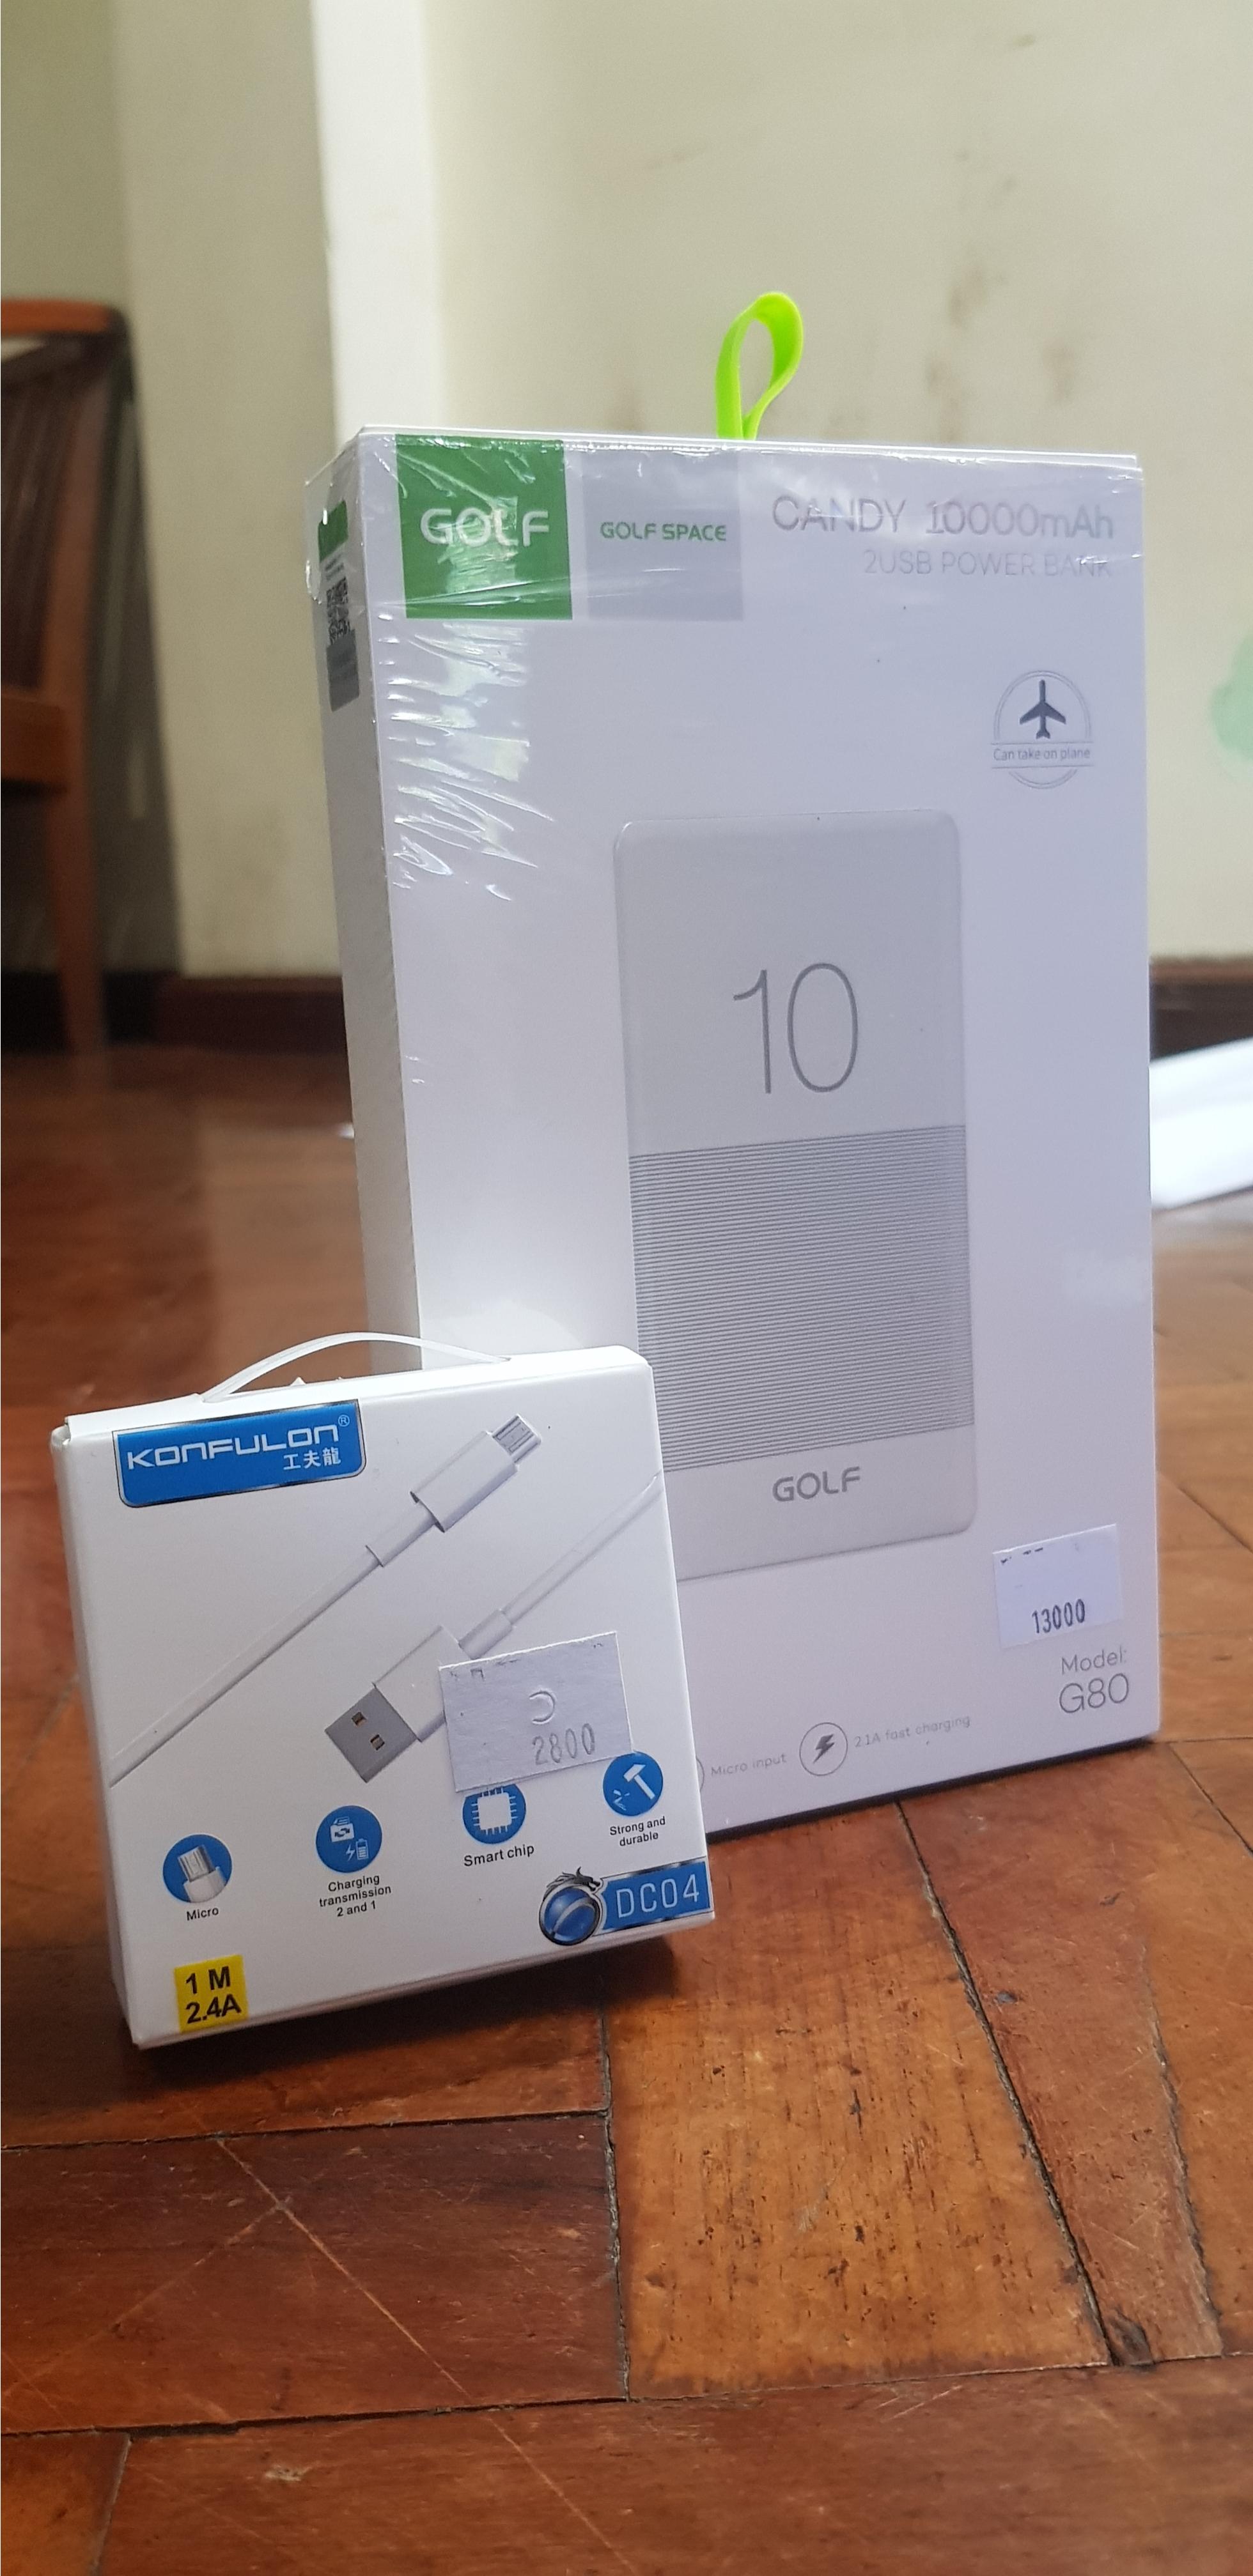 GOLF
GOLF SPACE
CANDY 10000mAh
2USB POWER BANK
Can take on plane
10
GOLF
13000
Model:
G80
Micro input
2.1A fast charging
KONFULON®
工夫龍
2800
Micro
Charging
transmission
2 and 1
Smart chip
Strong and
durable
DC04
1 M
2.4A